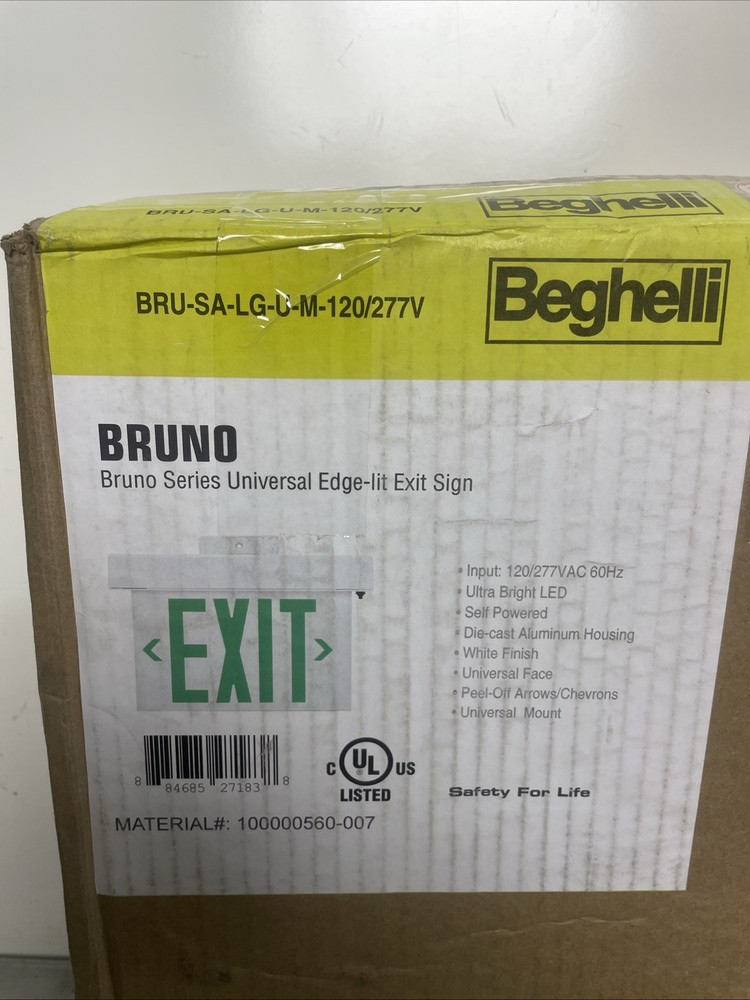 BRU-SA-LG-U-M-120/277V
Beghelli
BRU-SA-LG-U-M-120/277V
Beghelli
BRUNO
Bruno Series Universal Edge-lit Exit Sign
EXIT
• Input: 120/277VAC 60Hz
• Ultra Bright LED
• Self Powered
• Die-cast Aluminum Housing
• White Finish
• Universal Face
• Peel-Off Arrows/Chevrons
• Universal Mount
8 84685 27183 8
C UL US
LISTED
Safety For Life
MATERIAL#: 100000560-007